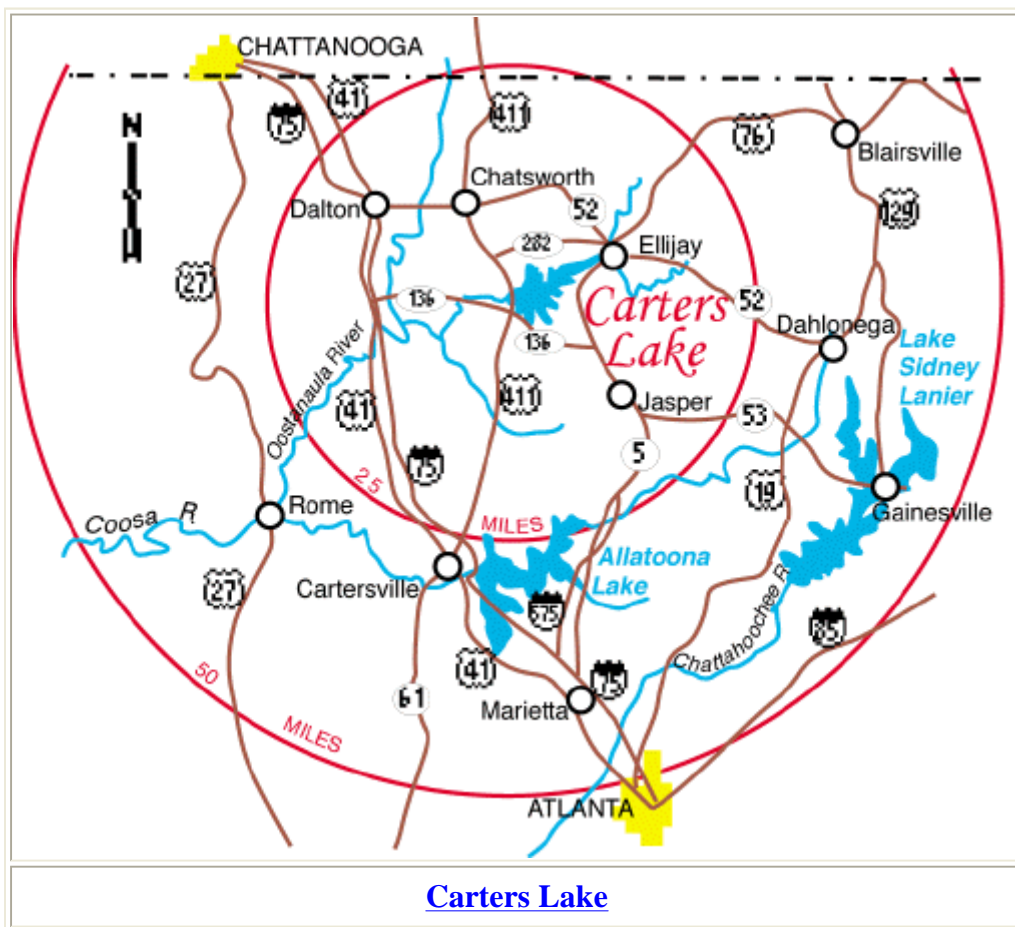 CHATTANOOGA
41
75
411
N
76
Blairsville
Chatsworth
Dalton
52
129
282
Ellijay
27
136
Carters
Lake
52
Dahlonega
136
Lake
Sidney
Lanier
Oostanaula River
41
411
Jasper
53
5
75
25
MILES
19
Rome
Coosa R
Gainesville
Cartersville
Allatoona
Lake
27
575
Chattahoochee R
85
50
MILES
61
41
75
Marietta
ATLANTA
Carters Lake